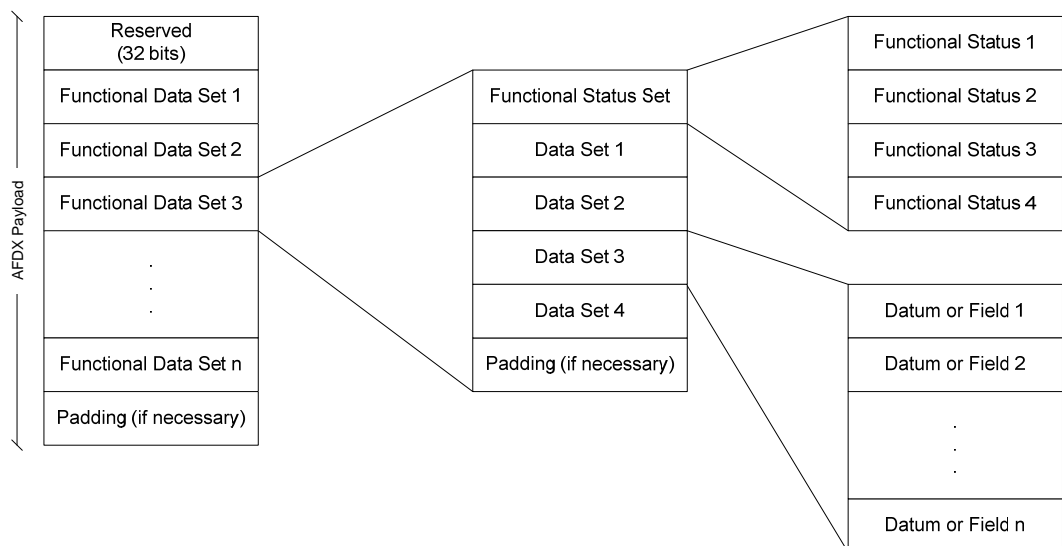 AFDX Payload
Reserved
(32 bits)
Functional Data Set 1
Functional Data Set 2
Functional Data Set 3
.
.
.
Functional Data Set n
Padding (if necessary)
Functional Status Set
Data Set 1
Data Set 2
Data Set 3
Data Set 4
Padding (if necessary)
Functional Status 1
Functional Status 2
Functional Status 3
Functional Status 4
Datum or Field 1
Datum or Field 2
.
.
.
Datum or Field n